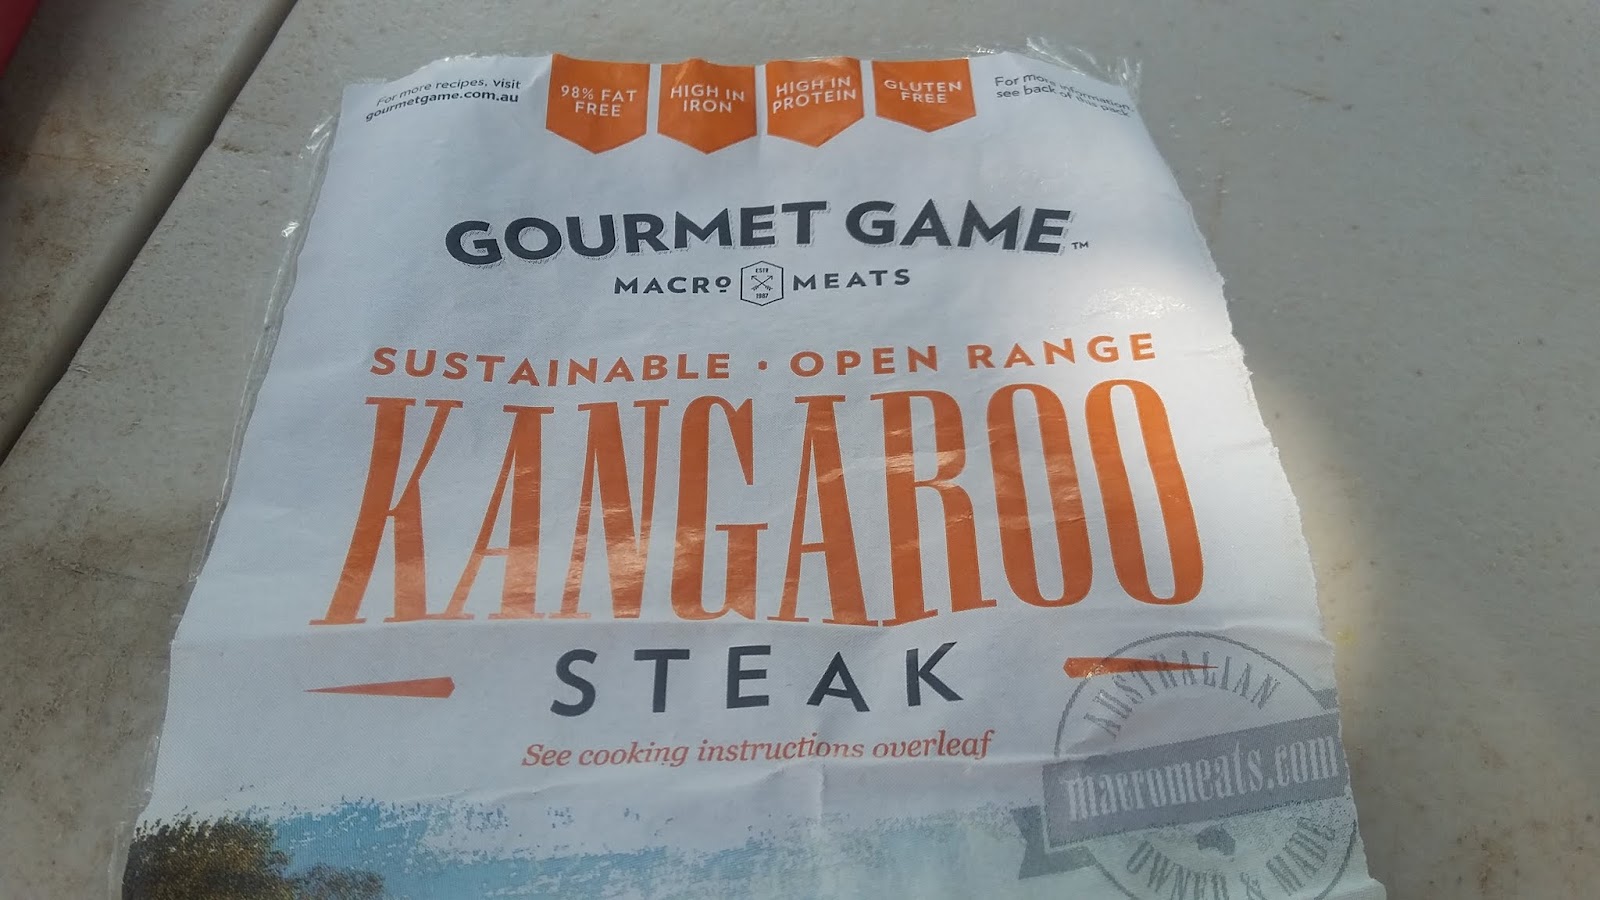 For more recipes, visit
gourmetgame.com.au
98% FAT
FREE
HIGH IN
IRON
HIGH IN
PROTEIN
GLUTEN
FREE
For more information
see back of this pack
GOURMET GAME™
MACRO ESTD 1987 MEATS
SUSTAINABLE · OPEN RANGE
KANGAROO
STEAK
See cooking instructions overleaf
AUSTRALIAN
macromeats.com
OWNED & MADE